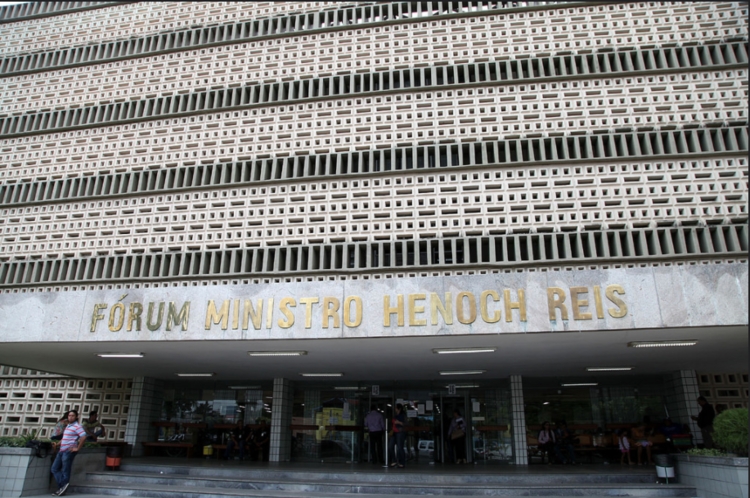 FÓRUM MINISTRO HENOCH REIS